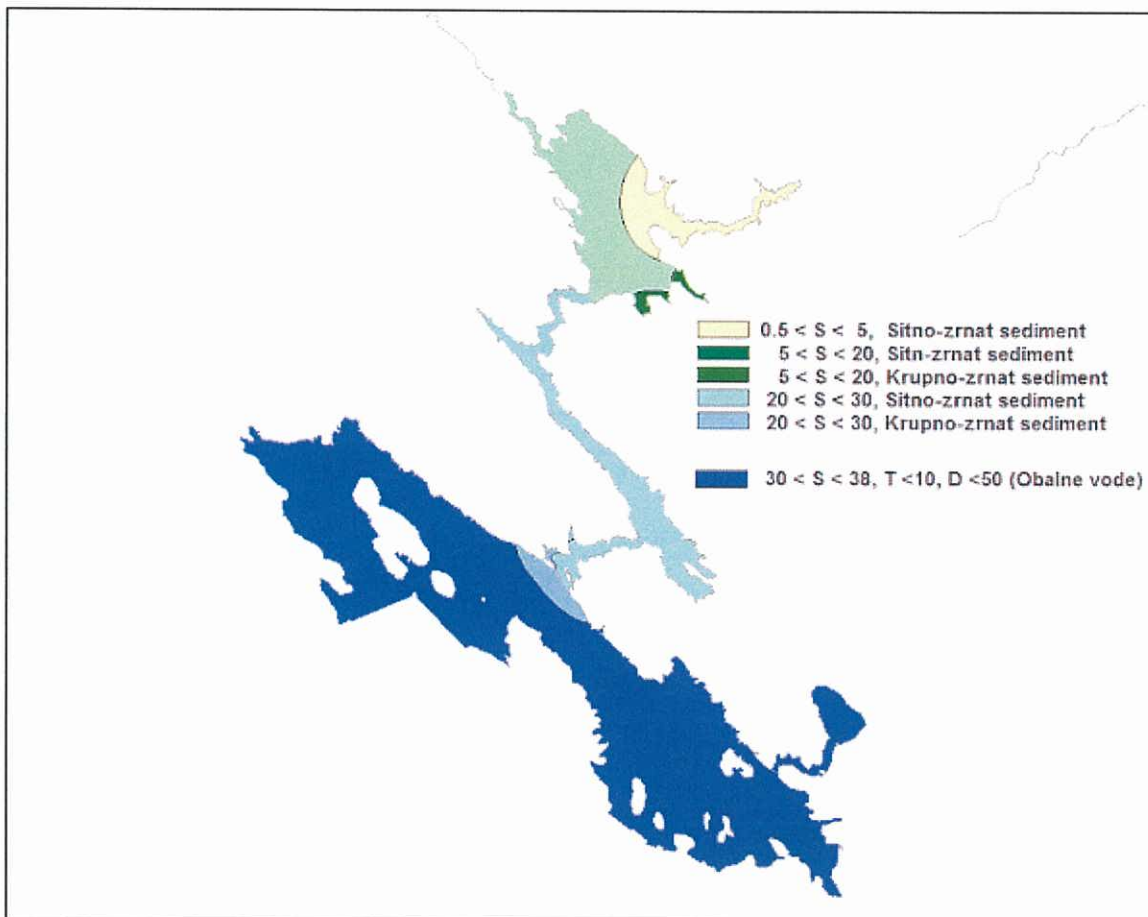 0.5 < S < 5, Sitno-zrnat sediment
5 < S < 20, Sitn-zrnat sediment
5 < S < 20, Krupno-zrnat sediment
20 < S < 30, Sitno-zrnat sediment
20 < S < 30, Krupno-zrnat sediment
30 < S < 38, T <10, D <50 (Obalne vode)